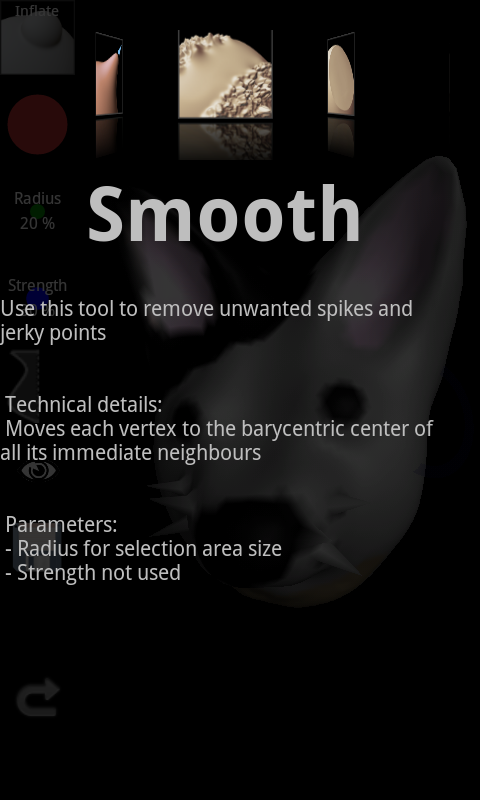 Inflate
Smooth
Radius
20 %
Strength
Use this tool to remove unwanted spikes and
jerky points
Technical details:
Moves each vertex to the barycentric center of
all its immediate neighbours
Parameters:
- Radius for selection area size
- Strength not used